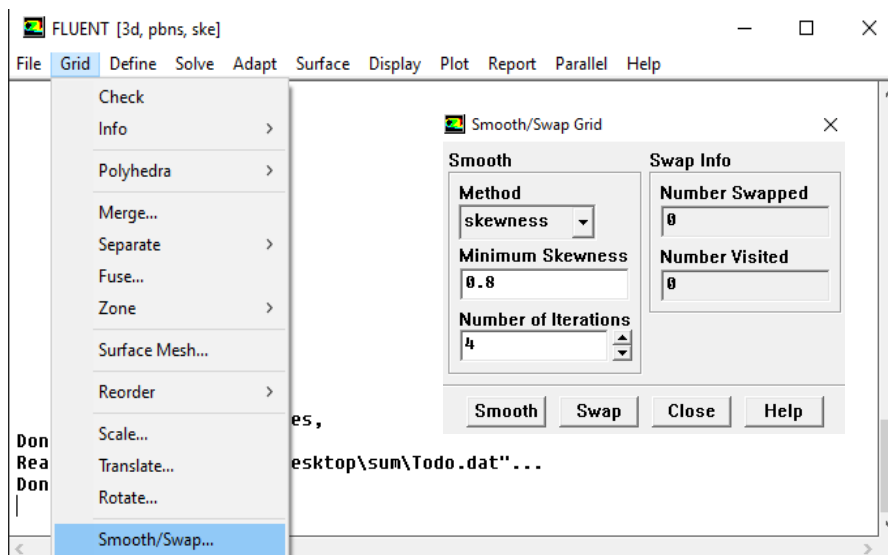 FLUENT [3d, pbns, ske]
File Grid Define Solve Adapt Surface Display Plot Report Parallel Help
Check
Info
Polyhedra
Merge...
Separate
Fuse...
Zone
Surface Mesh...
Reorder
Scale...
Translate...
Rotate...
Smooth/Swap...
Smooth/Swap Grid
Smooth
Method
skewness
Minimum Skewness
0.8
Number of Iterations
4
Swap Info
Number Swapped
0
Number Visited
0
Smooth Swap Close Help
es,
Don
Rea esktop\sum\Todo.dat"...
Don